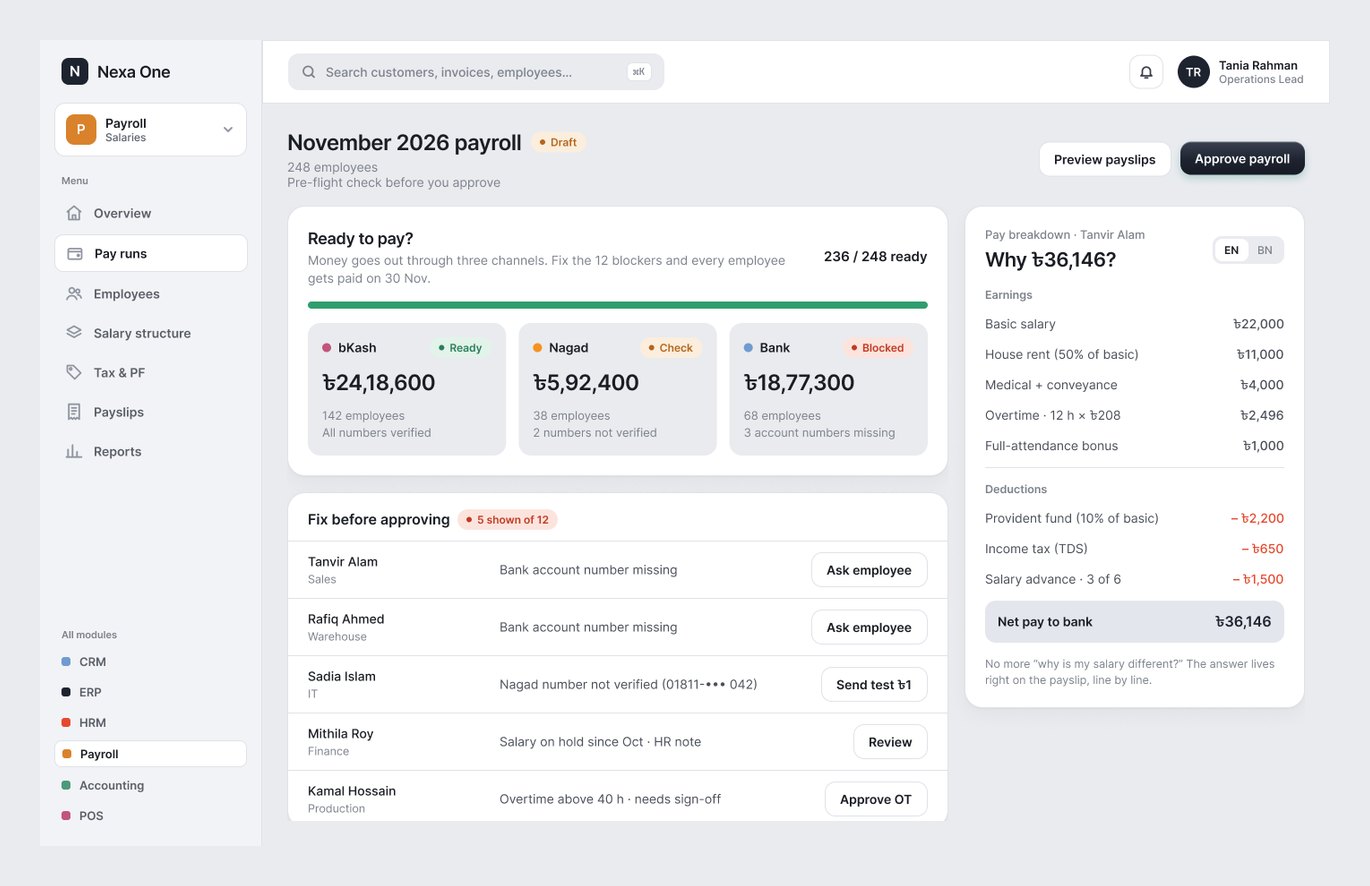 N Nexa One
Search customers, invoices, employees... ⌘K
TR Tania Rahman
Operations Lead
P Payroll
Salaries
Menu
Overview
Pay runs
Employees
Salary structure
Tax & PF
Payslips
Reports
All modules
CRM
ERP
HRM
Payroll
Accounting
POS
November 2026 payroll • Draft
248 employees
Pre-flight check before you approve
Preview payslips
Approve payroll
Ready to pay?
Money goes out through three channels. Fix the 12 blockers and every employee
gets paid on 30 Nov.
236 / 248 ready
bKash • Ready
৳24,18,600
142 employees
All numbers verified
Nagad • Check
৳5,92,400
38 employees
2 numbers not verified
Bank • Blocked
৳18,77,300
68 employees
3 account numbers missing
Fix before approving • 5 shown of 12
Tanvir Alam
Sales
Bank account number missing
Ask employee
Rafiq Ahmed
Warehouse
Bank account number missing
Ask employee
Sadia Islam
IT
Nagad number not verified (01811-••• 042)
Send test ৳1
Mithila Roy
Finance
Salary on hold since Oct · HR note
Review
Kamal Hossain
Production
Overtime above 40 h · needs sign-off
Approve OT
Pay breakdown · Tanvir Alam
Why ৳36,146?
EN BN
Earnings
Basic salary ৳22,000
House rent (50% of basic) ৳11,000
Medical + conveyance ৳4,000
Overtime · 12 h × ৳208 ৳2,496
Full-attendance bonus ৳1,000
Deductions
Provident fund (10% of basic) – ৳2,200
Income tax (TDS) – ৳650
Salary advance · 3 of 6 – ৳1,500
Net pay to bank ৳36,146
No more “why is my salary different?” The answer lives
right on the payslip, line by line.